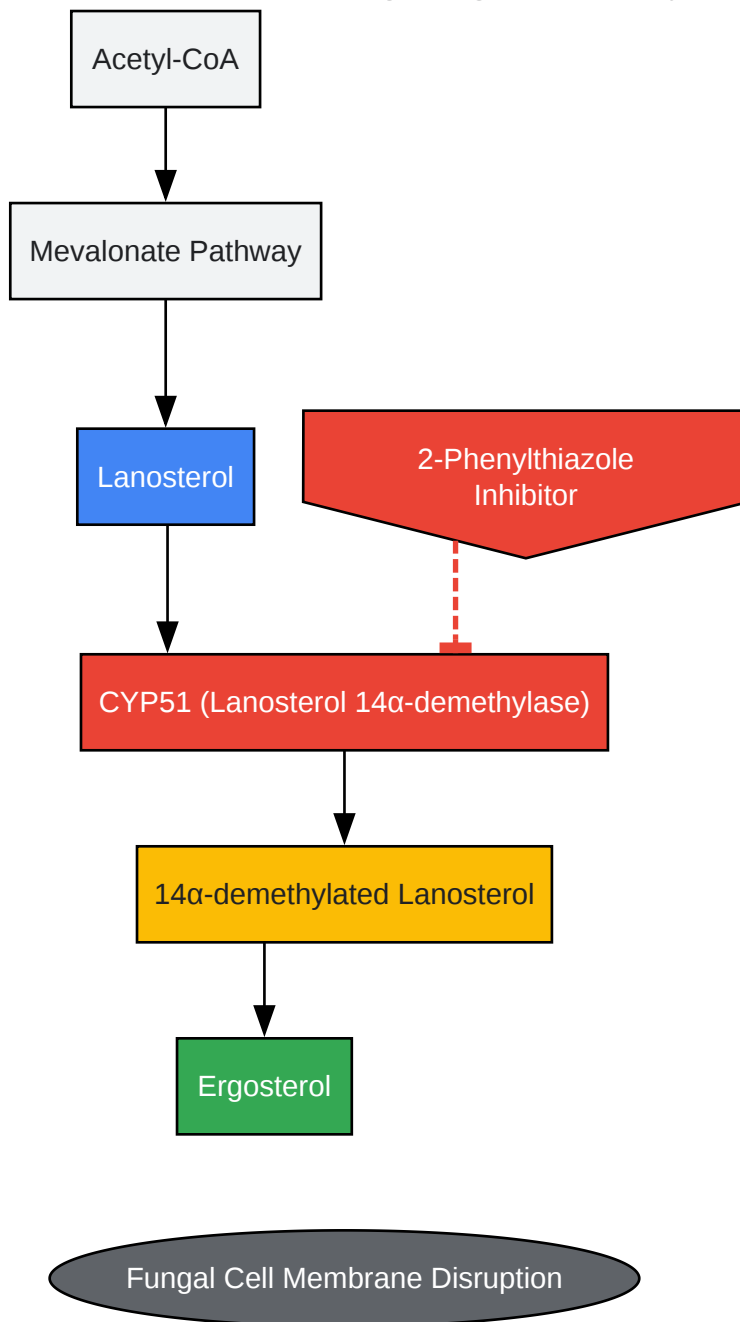 Acetyl-CoA
Mevalonate Pathway
Lanosterol
2-Phenylthiazole
Inhibitor
CYP51 (Lanosterol 14α-demethylase)
14α-demethylated Lanosterol
Ergosterol
Fungal Cell Membrane Disruption